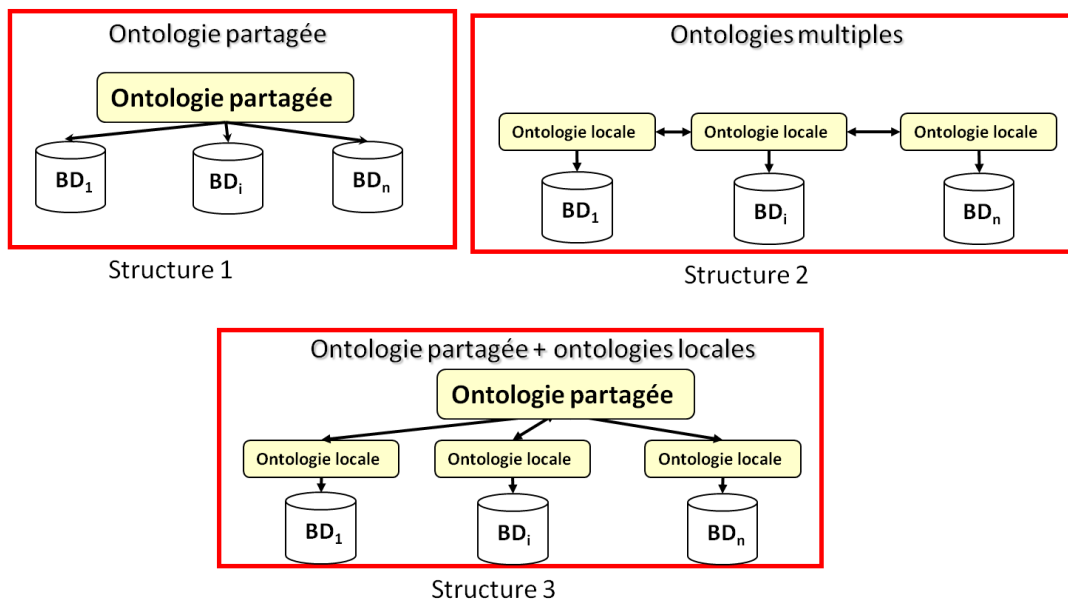 Ontologie partagée
Ontologie partagée
BD1
BDi
BDn
Structure 1
Ontologies multiples
Ontologie locale
Ontologie locale
Ontologie locale
BD1
BDi
BDn
Structure 2
Ontologie partagée + ontologies locales
Ontologie partagée
Ontologie locale
Ontologie locale
Ontologie locale
BD1
BDi
BDn
Structure 3